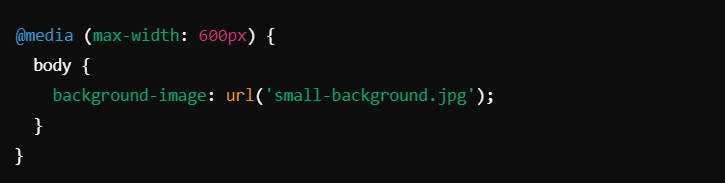 @media (max-width: 600px) {
  body {
    background-image: url('small-background.jpg');
  }
}